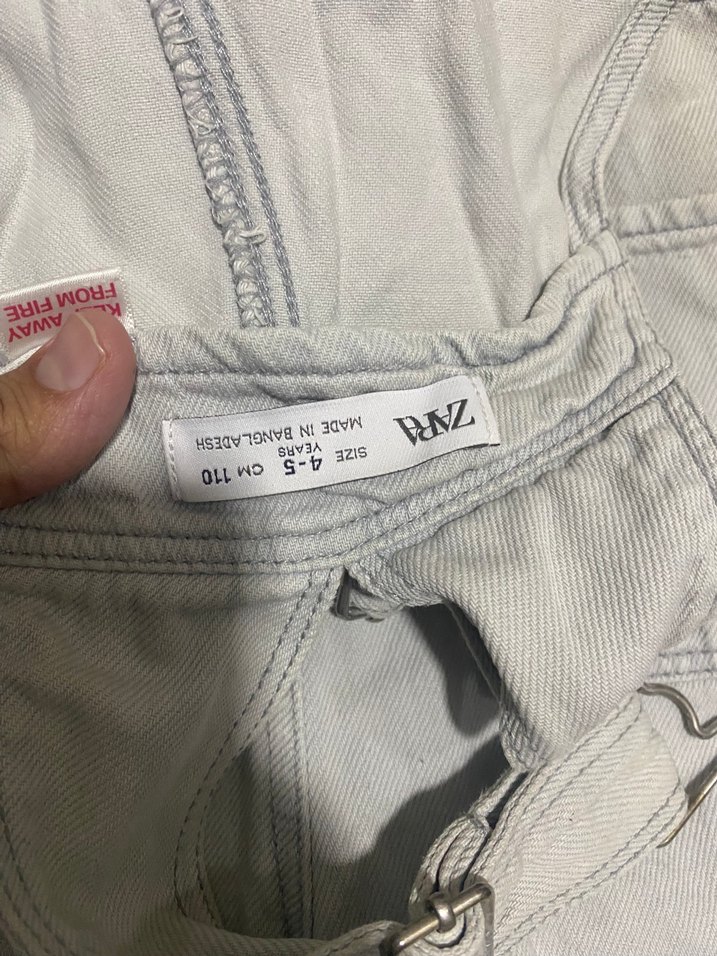 KEEP AWAY
FROM FIRE
ZARA
SIZE
4-5
YEARS
CM 110
MADE IN BANGLADESH